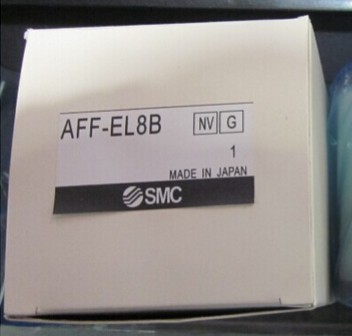 AFF-EL8B NV G
1
MADE IN JAPAN
SMC